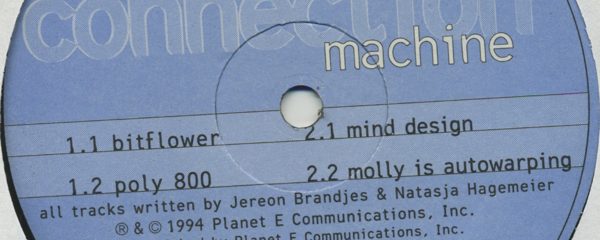 connection
machine
1.1 bitflower
2.1 mind design
1.2 poly 800
2.2 molly is autowarping
all tracks written by Jereon Brandjes & Natasja Hagemeier
℗ & © 1994 Planet E Communications, Inc.
by Planet E Communications, Inc.